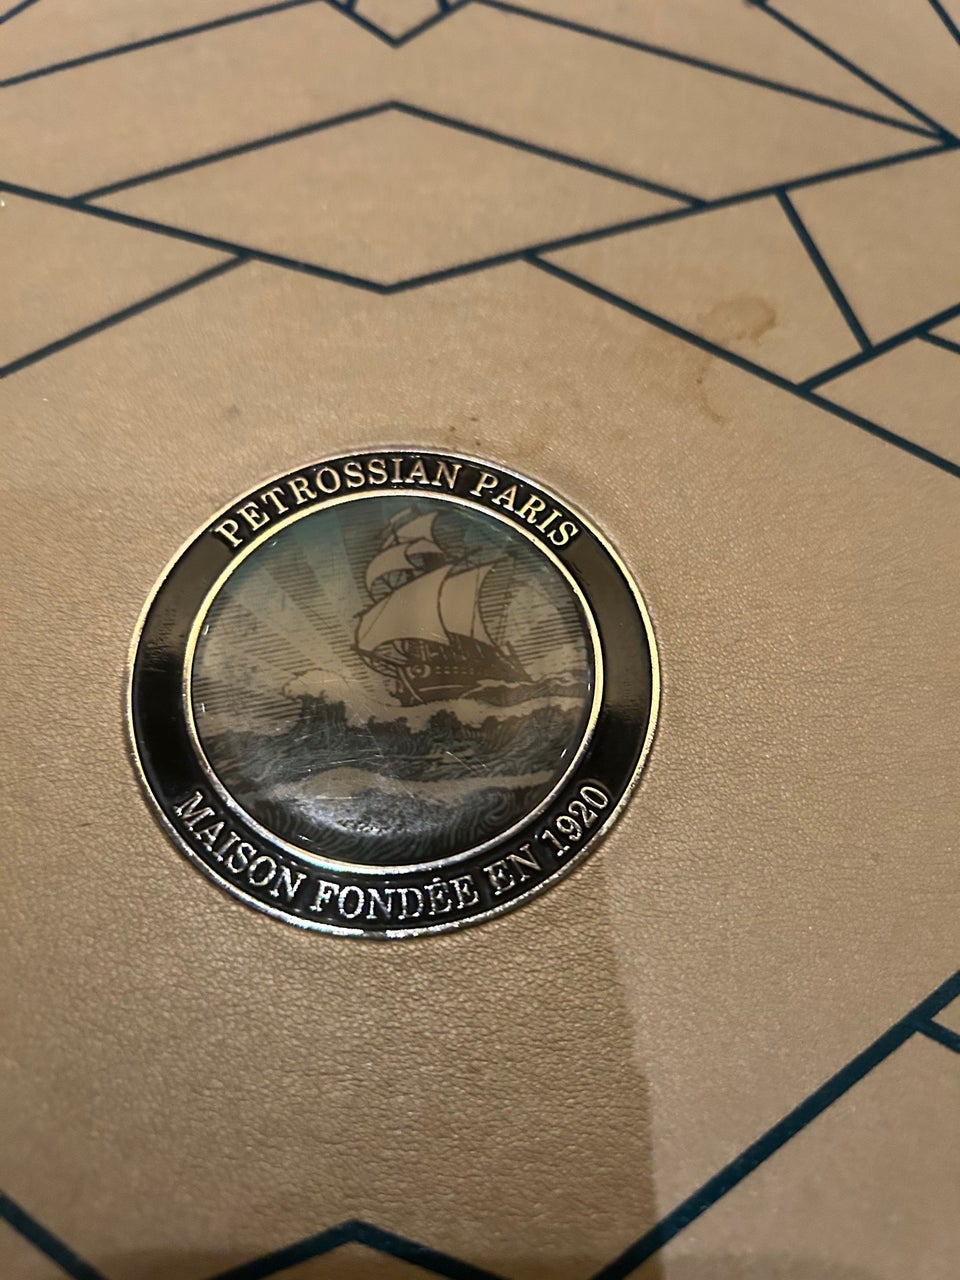 PETROSSIAN PARIS
MAISON FONDÉE EN 1920